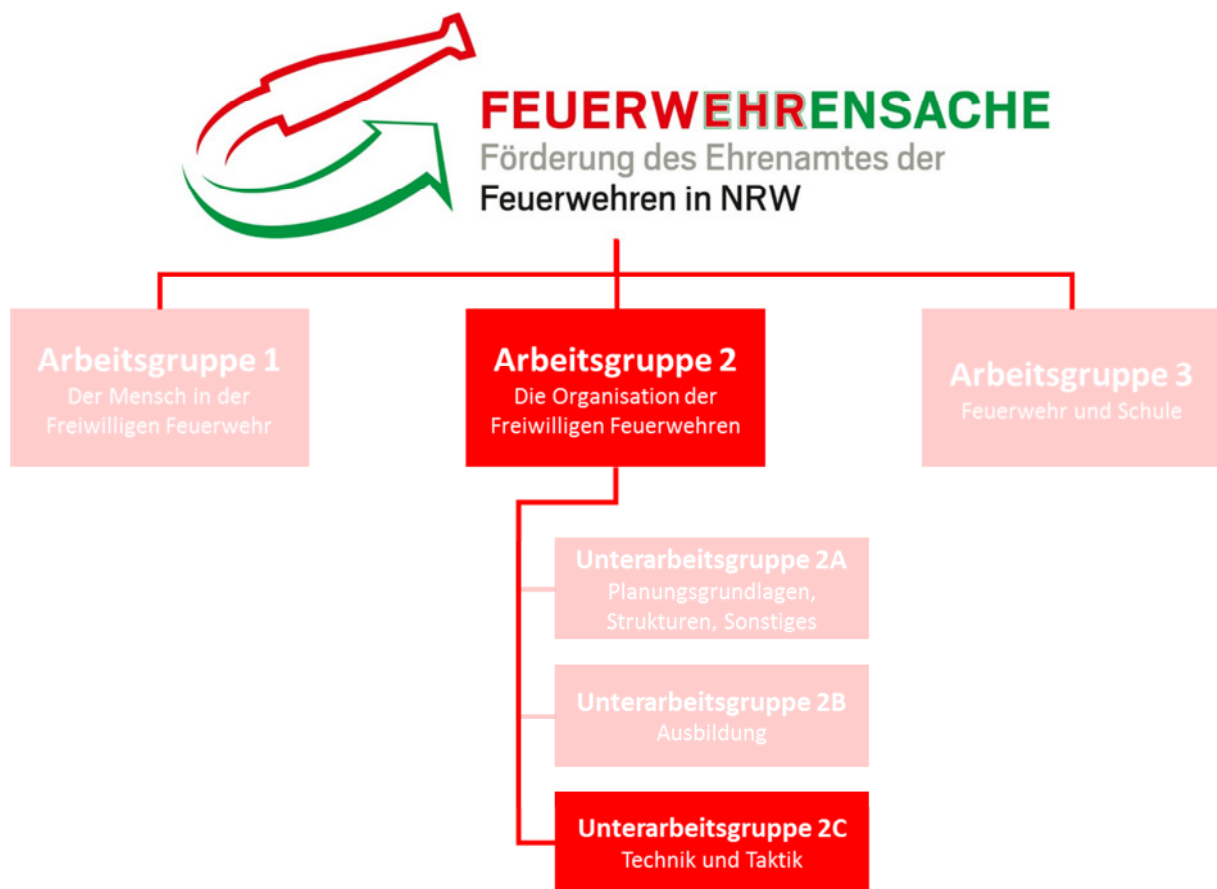 FEUERWEHRENSACHE
Förderung des Ehrenamtes der
Feuerwehren in NRW
Arbeitsgruppe 1
Der Mensch in der
Freiwilligen Feuerwehr
Arbeitsgruppe 2
Die Organisation der
Freiwilligen Feuerwehren
Arbeitsgruppe 3
Feuerwehr und Schule
Unterarbeitsgruppe 2A
Planungsgrundlagen,
Strukturen, Sonstiges
Unterarbeitsgruppe 2B
Ausbildung
Unterarbeitsgruppe 2C
Technik und Taktik